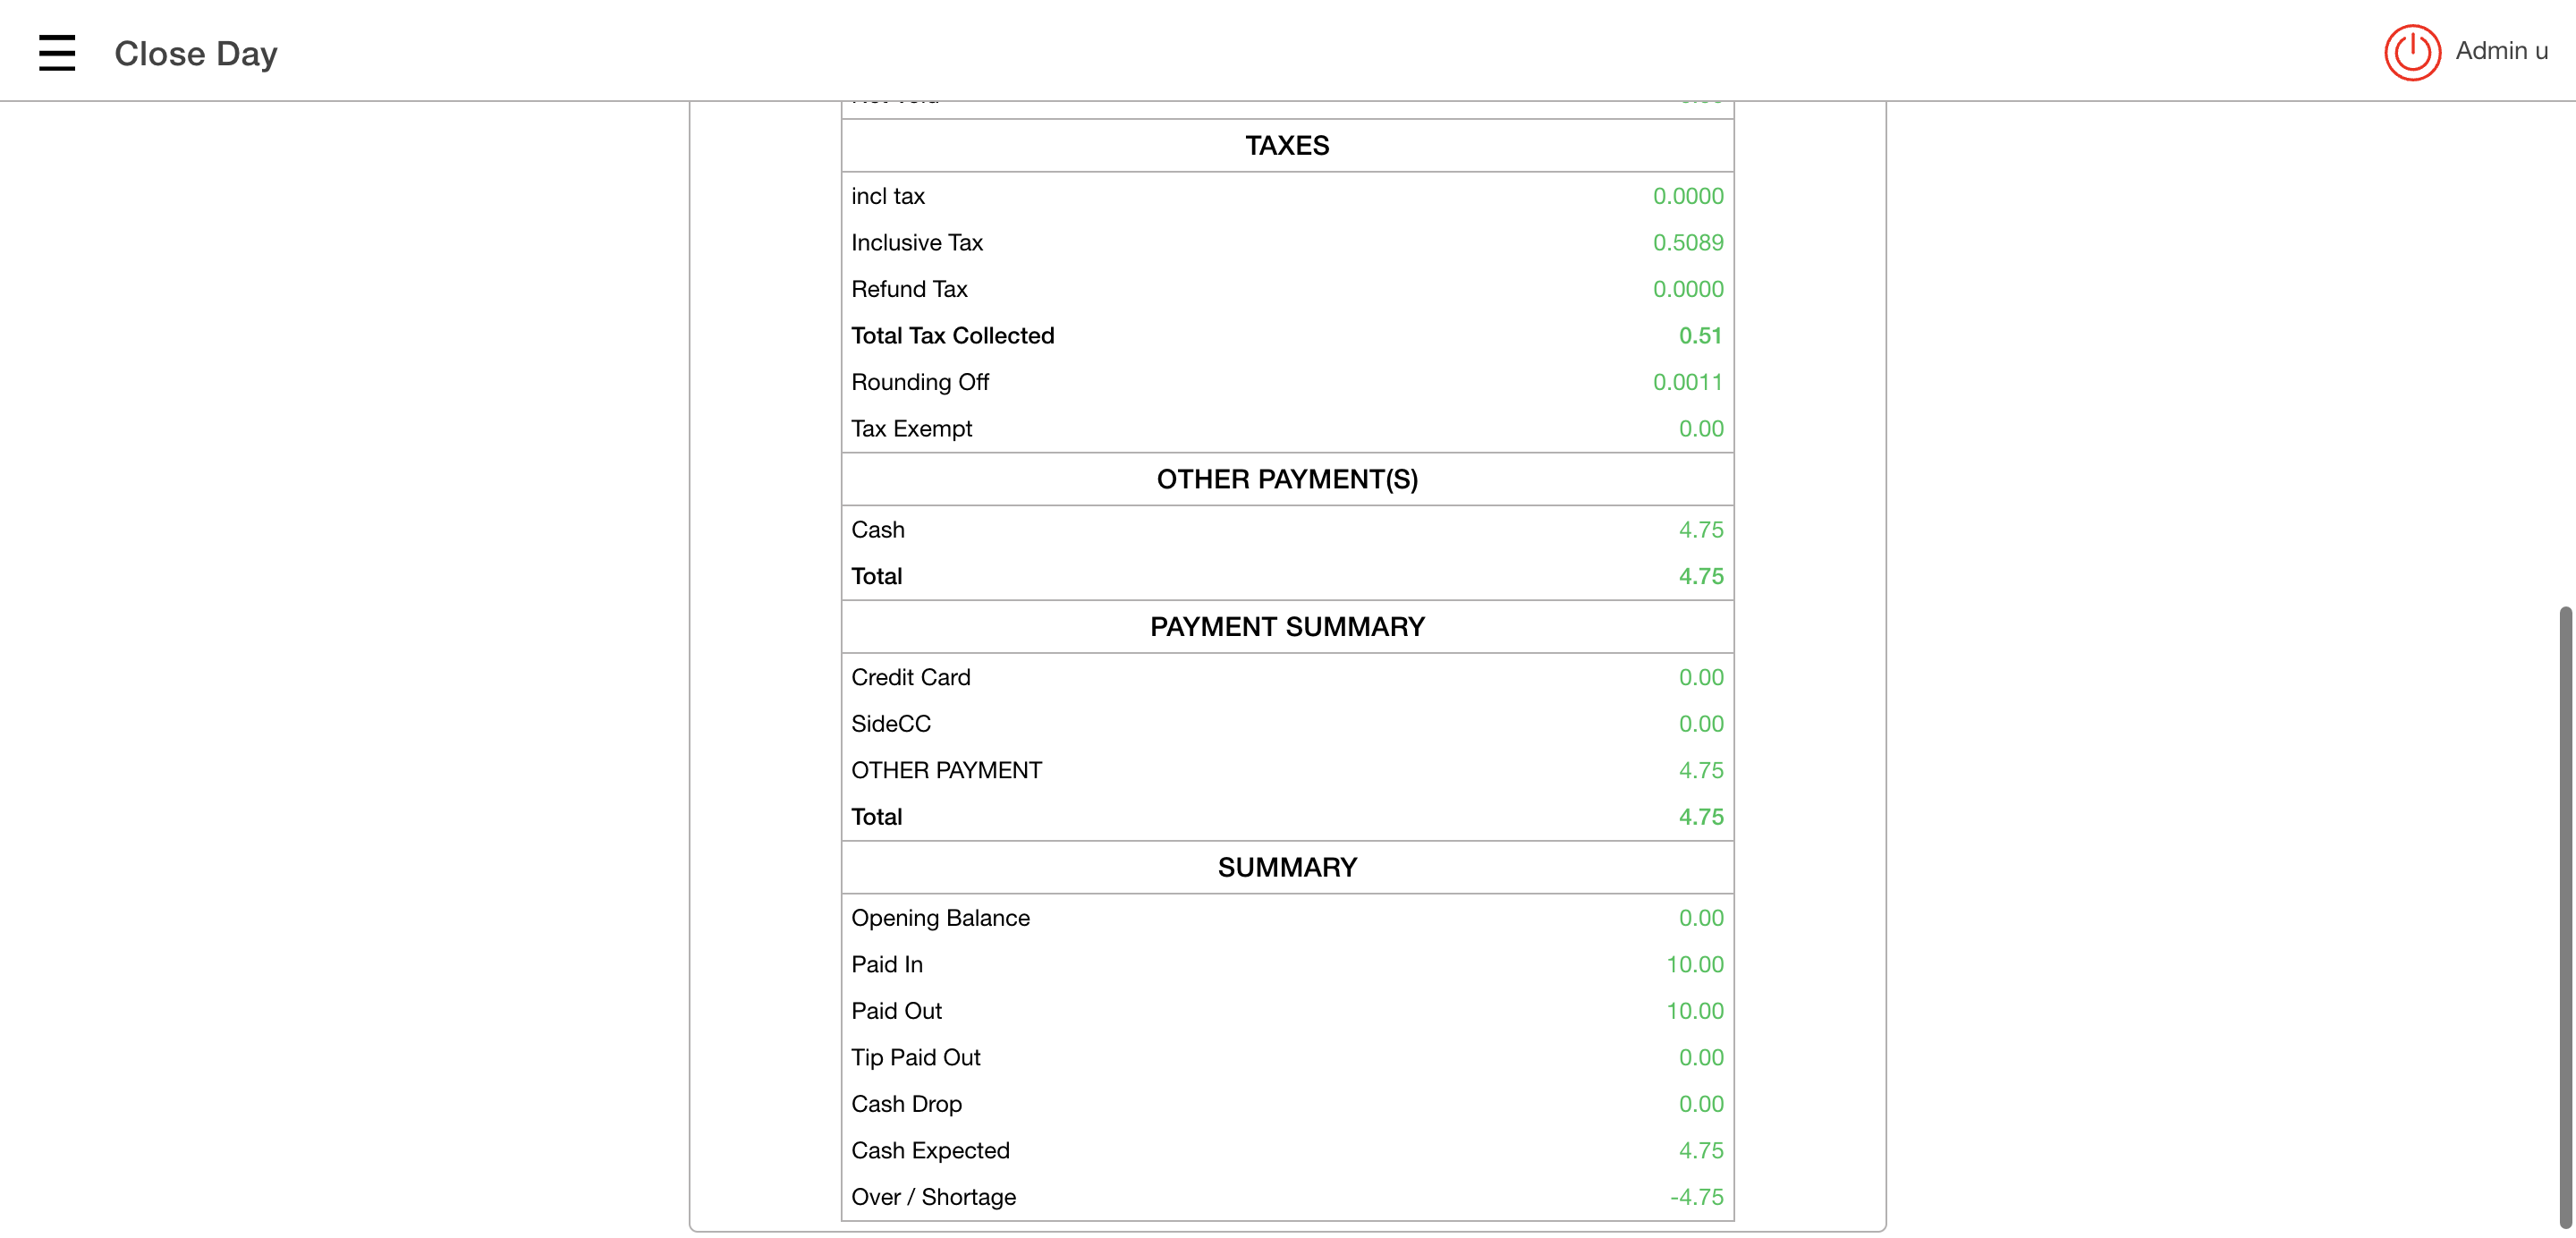 Close Day
Admin u
TAXES
incl tax 0.0000
Inclusive Tax 0.5089
Refund Tax 0.0000
Total Tax Collected 0.51
Rounding Off 0.0011
Tax Exempt 0.00
OTHER PAYMENT(S)
Cash 4.75
Total 4.75
PAYMENT SUMMARY
Credit Card 0.00
SideCC 0.00
OTHER PAYMENT 4.75
Total 4.75
SUMMARY
Opening Balance 0.00
Paid In 10.00
Paid Out 10.00
Tip Paid Out 0.00
Cash Drop 0.00
Cash Expected 4.75
Over / Shortage -4.75